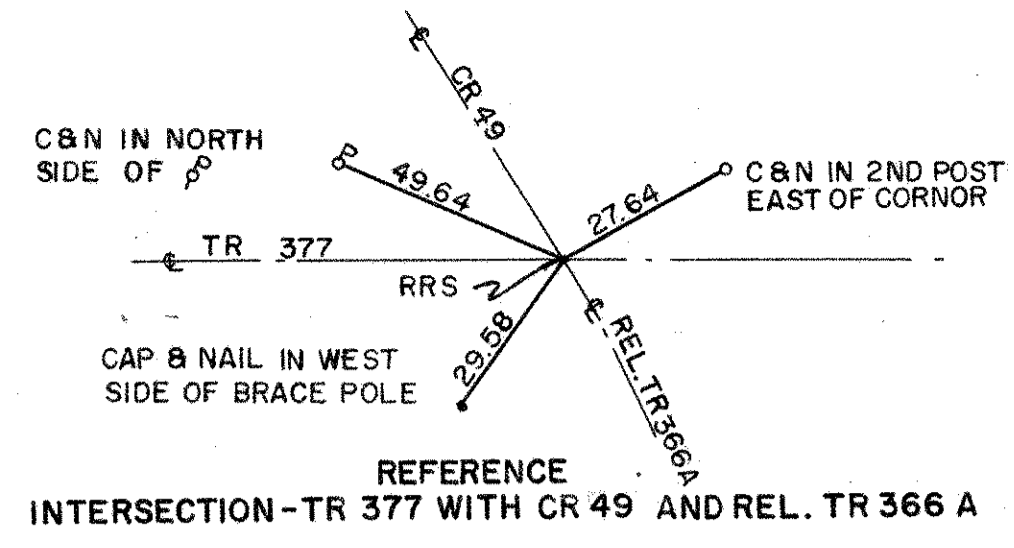 CR 49
C&N IN NORTH
SIDE OF
49.64
27.64
C&N IN 2ND POST
EAST OF CORNOR
℄ TR 377
RRS
29.58
℄ REL. TR 366A
CAP & NAIL IN WEST
SIDE OF BRACE POLE
REFERENCE
INTERSECTION-TR 377 WITH CR 49 AND REL. TR 366 A